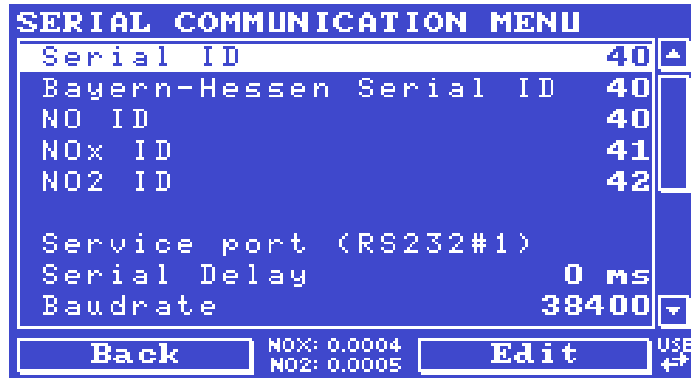 SERIAL COMMUNICATION MENU
Serial ID 40
Bayern-Hessen Serial ID 40
NO ID 40
NOx ID 41
NO2 ID 42
Service port (RS232#1)
Serial Delay 0 ms
Baudrate 38400
Back NOX: 0.0004 Edit USB
NO2: 0.0005